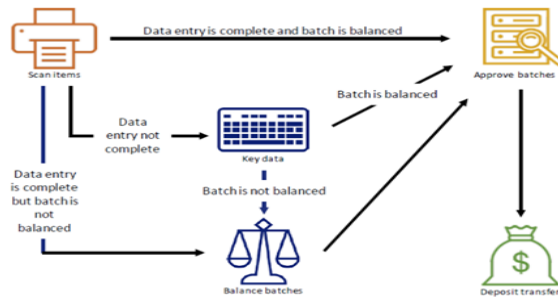 Data entry is complete and batch is balanced
Scan items
Approve batches
Batch is balanced
Data
entry not
complete
Key data
Data entry
is complete
but batch is
not
balanced
Batch is not balanced
$
Balance batches
Deposit transfer